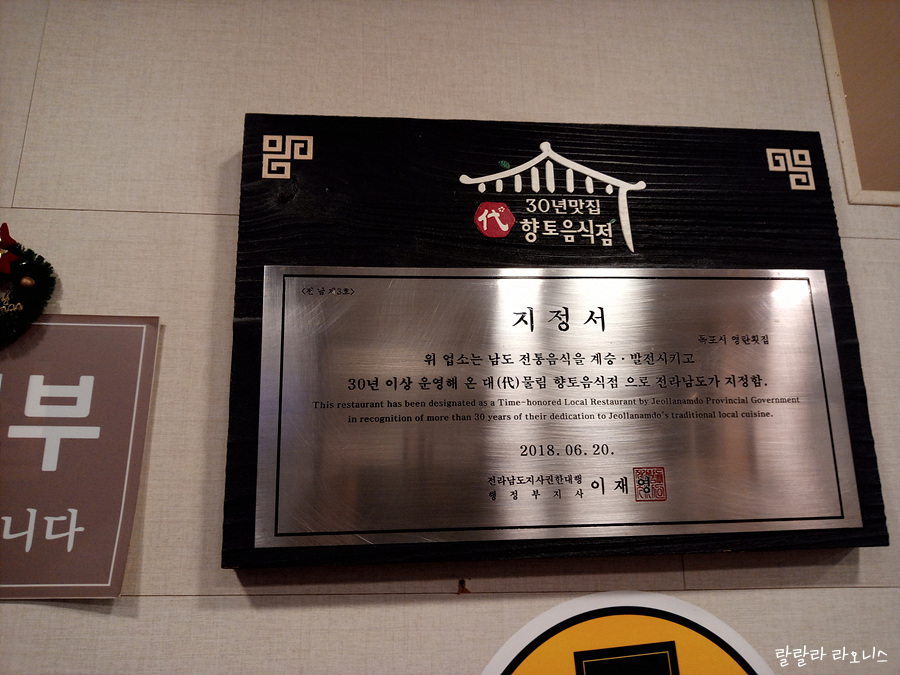 30년맛집
代 향토음식점
<전남 제3호>
지정서
목포시 영란횟집
위 업소는 남도 전통음식을 계승·발전시키고
30년 이상 운영해 온 대(代)물림 향토음식점 으로 전라남도가 지정함.
This restaurant has been designated as a Time-honored Local Restaurant by Jeollanamdo Provincial Government
in recognition of more than 30 years of their dedication to Jeollanamdo's traditional local cuisine.
2018. 06. 20.
전라남도지사권한대행
행정부지사 이재영
부
니다
랄랄라 라오니스